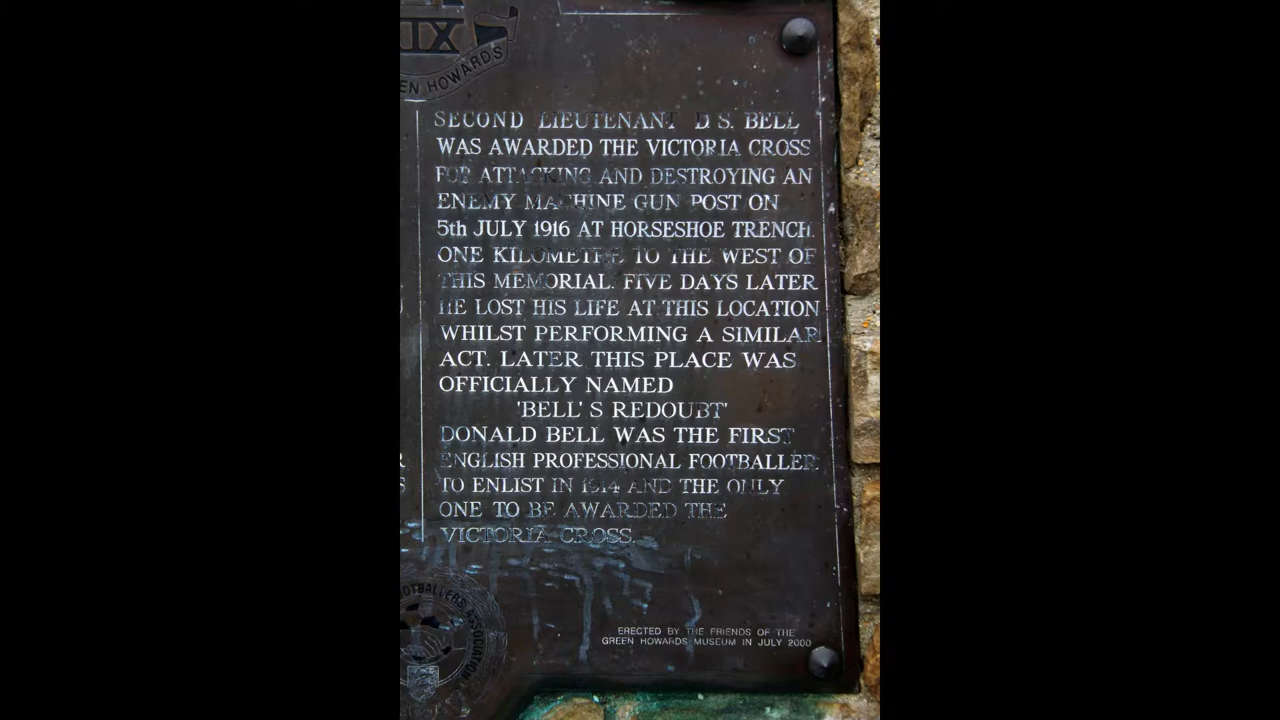 IX
EN HOWARDS
SECOND LIEUTENANT D. S. BELL
WAS AWARDED THE VICTORIA CROSS
FOR ATTACKING AND DESTROYING AN
ENEMY MACHINE GUN POST ON
5th JULY 1916 AT HORSESHOE TRENCH.
ONE KILOMETRE TO THE WEST OF
THIS MEMORIAL. FIVE DAYS LATER
HE LOST HIS LIFE AT THIS LOCATION
WHILST PERFORMING A SIMILAR
ACT. LATER THIS PLACE WAS
OFFICIALLY NAMED
'BELL'S REDOUBT'
DONALD BELL WAS THE FIRST
ENGLISH PROFESSIONAL FOOTBALLER
TO ENLIST IN 1914 AND THE ONLY
ONE TO BE AWARDED THE
VICTORIA CROSS.
OTBALLERS ASSOCIATION
ERECTED BY THE FRIENDS OF THE
GREEN HOWARDS MUSEUM IN JULY 2000